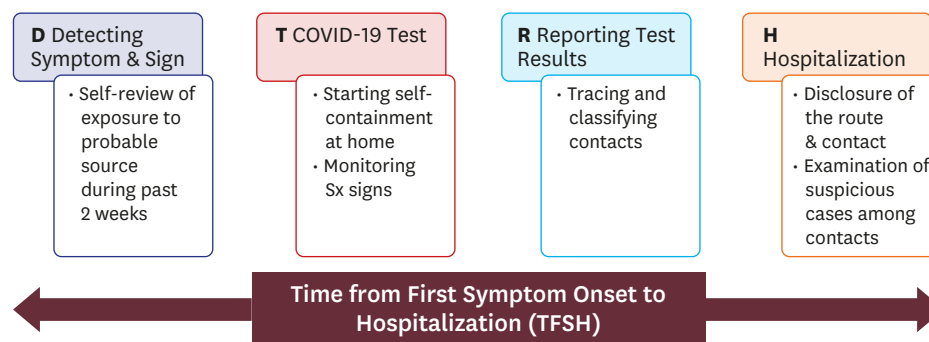 D Detecting
Symptom & Sign
· Self-review of
exposure to
probable
source
during past
2 weeks
T COVID-19 Test
· Starting self-
containment
at home
· Monitoring
Sx signs
R Reporting Test
Results
· Tracing and
classifying
contacts
H
Hospitalization
· Disclosure of
the route
& contact
· Examination of
suspicious
cases among
contacts
Time from First Symptom Onset to
Hospitalization (TFSH)